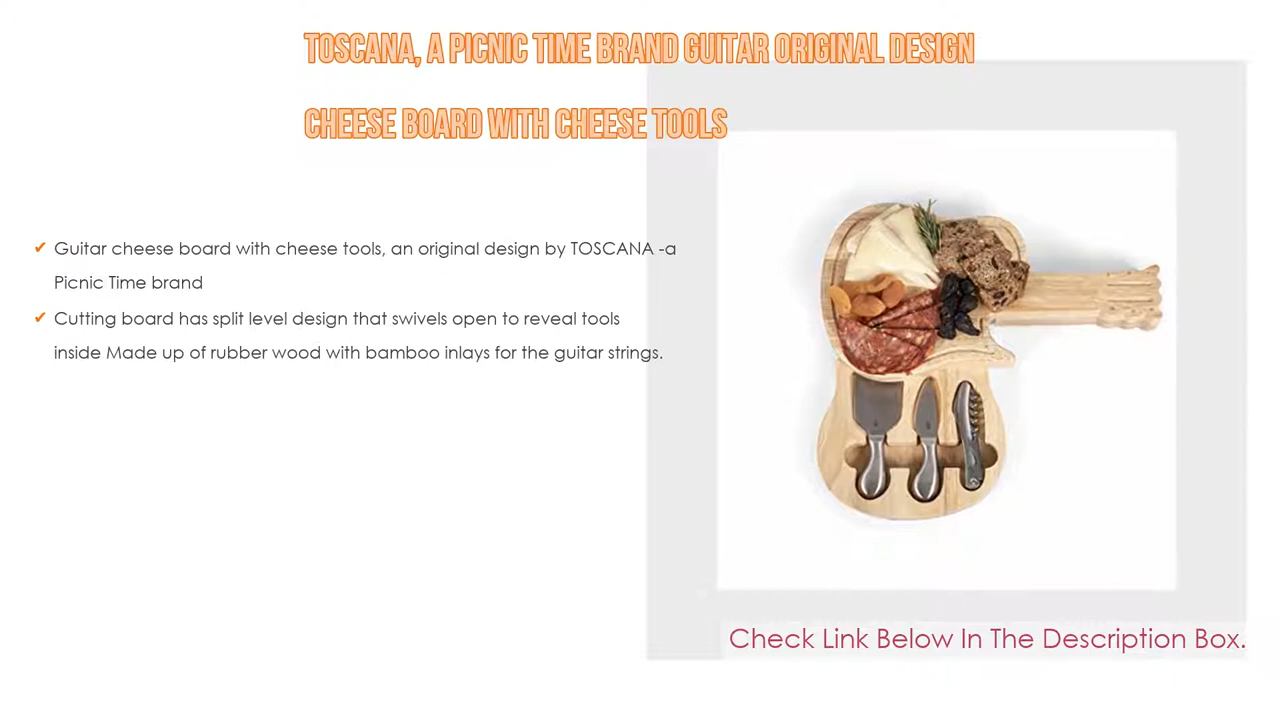 TOSCANA, A PICNIC TIME BRAND GUITAR ORIGINAL DESIGN
CHEESE BOARD WITH CHEESE TOOLS
✔ Guitar cheese board with cheese tools, an original design by TOSCANA -a
Picnic Time brand
✔ Cutting board has split level design that swivels open to reveal tools
inside Made up of rubber wood with bamboo inlays for the guitar strings.
Check Link Below In The Description Box.